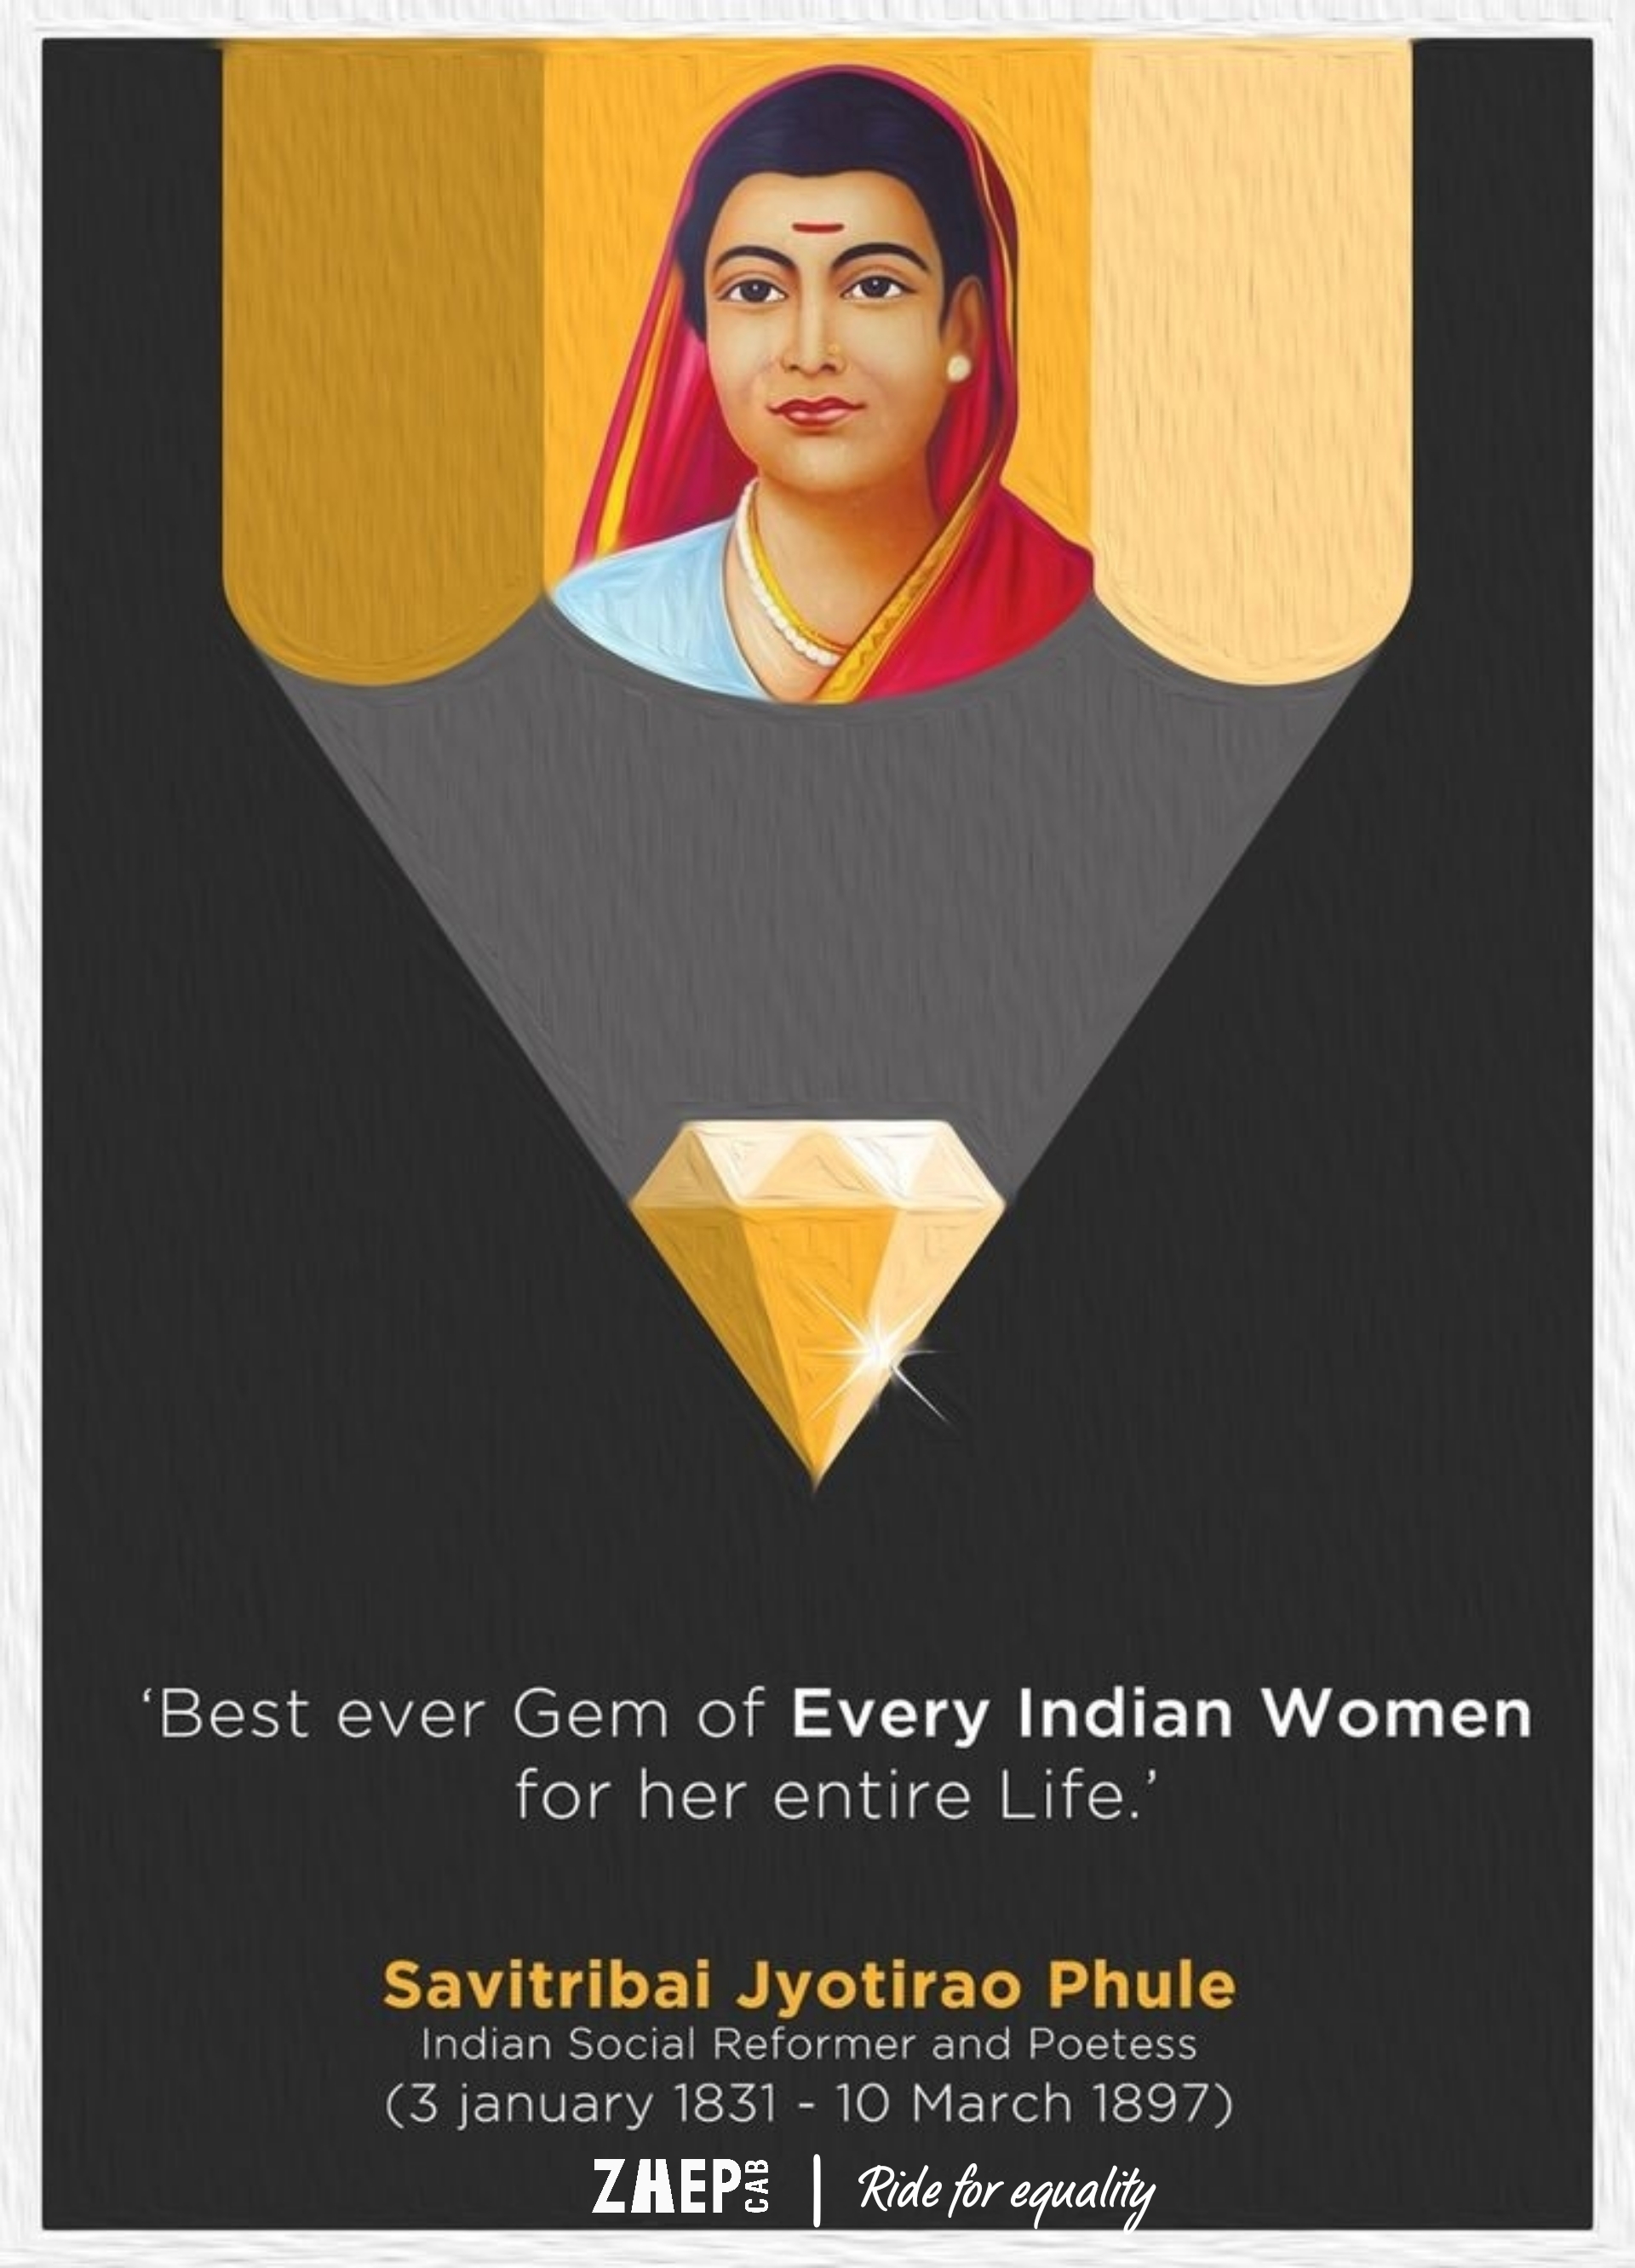 ‘Best ever Gem of Every Indian Women
for her entire Life.’
Savitribai Jyotirao Phule
Indian Social Reformer and Poetess
(3 january 1831 - 10 March 1897)
ZHEP CAB | Ride for equality